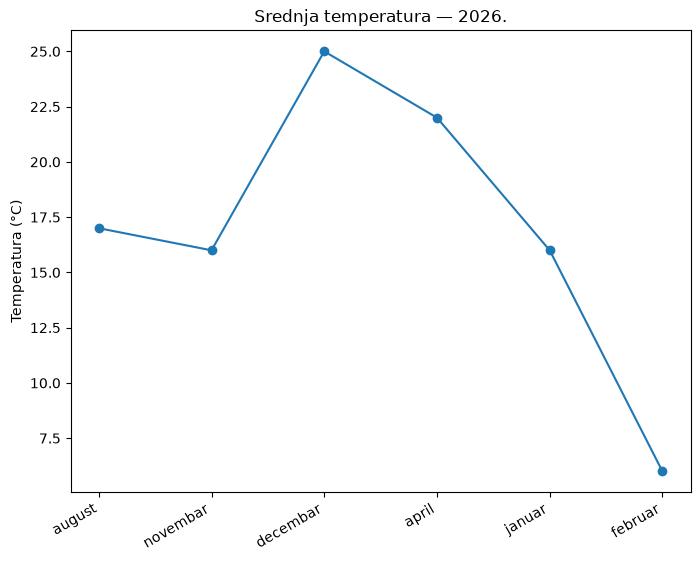 Srednja temperatura — 2026.
Temperatura (°C)
25.0
22.5
20.0
17.5
15.0
12.5
10.0
7.5
august
novembar
decembar
april
januar
februar